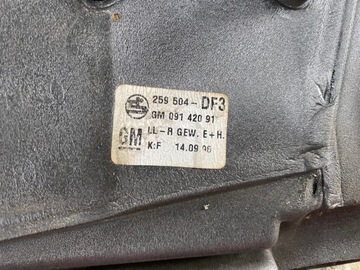 259 504- DF3
GM 091 420 91
GM LL-R GEW. E+H.
K:F 14.09.96